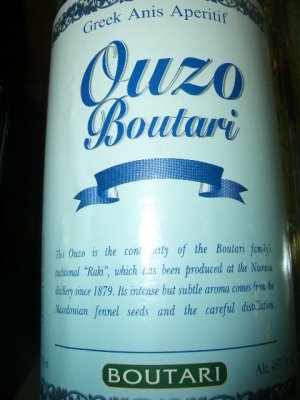 Greek Anis Aperitif
Ouzo
Boutari
This Ouzo is the continuity of the Boutari family's
traditional "Raki", which has been produced at the Naoussa
distillery since 1879. Its intense but subtle aroma comes from the
Macedonian fennel seeds and the careful distillation.
BOUTARI
Alc. 45%